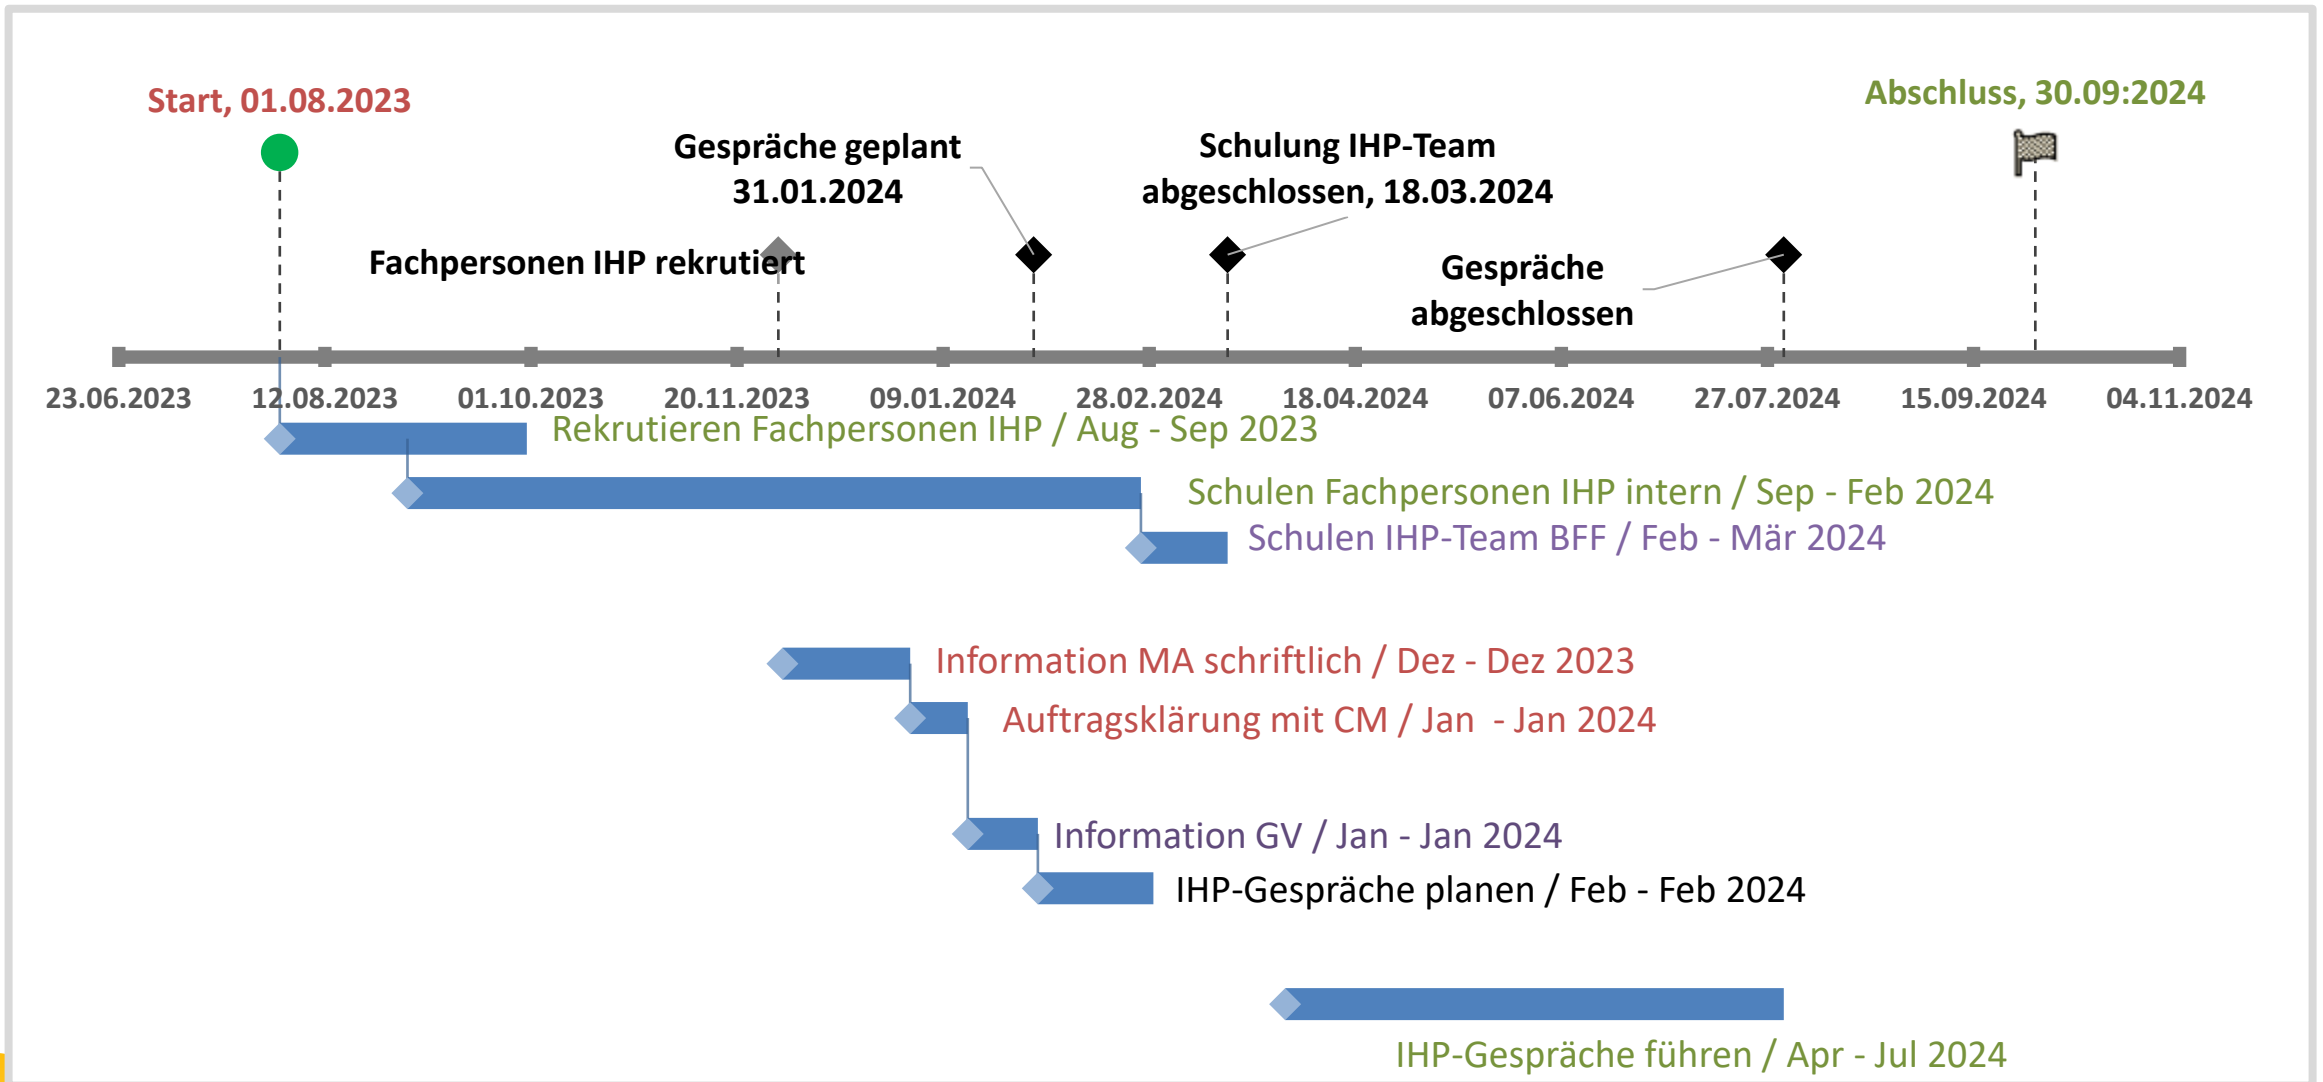 Start, 01.08.2023
Abschluss, 30.09:2024
Gespräche geplant
31.01.2024
Schulung IHP-Team
abgeschlossen, 18.03.2024
Fachpersonen IHP rekrutiert
Gespräche
abgeschlossen
23.06.2023 12.08.2023 01.10.2023 20.11.2023 09.01.2024 28.02.2024 18.04.2024 07.06.2024 27.07.2024 15.09.2024 04.11.2024
Rekrutieren Fachpersonen IHP / Aug - Sep 2023
Schulen Fachpersonen IHP intern / Sep - Feb 2024
Schulen IHP-Team BFF / Feb - Mär 2024
Information MA schriftlich / Dez - Dez 2023
Auftragsklärung mit CM / Jan  - Jan 2024
Information GV / Jan - Jan 2024
IHP-Gespräche planen / Feb - Feb 2024
IHP-Gespräche führen / Apr - Jul 2024